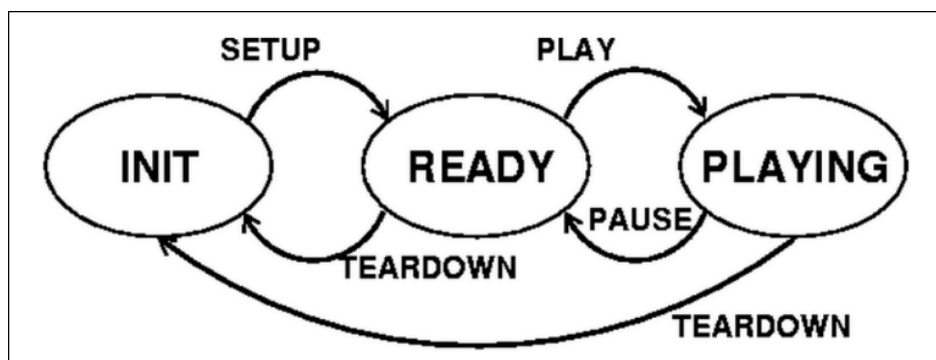 SETUP
PLAY
INIT
READY
PLAYING
PAUSE
TEARDOWN
TEARDOWN